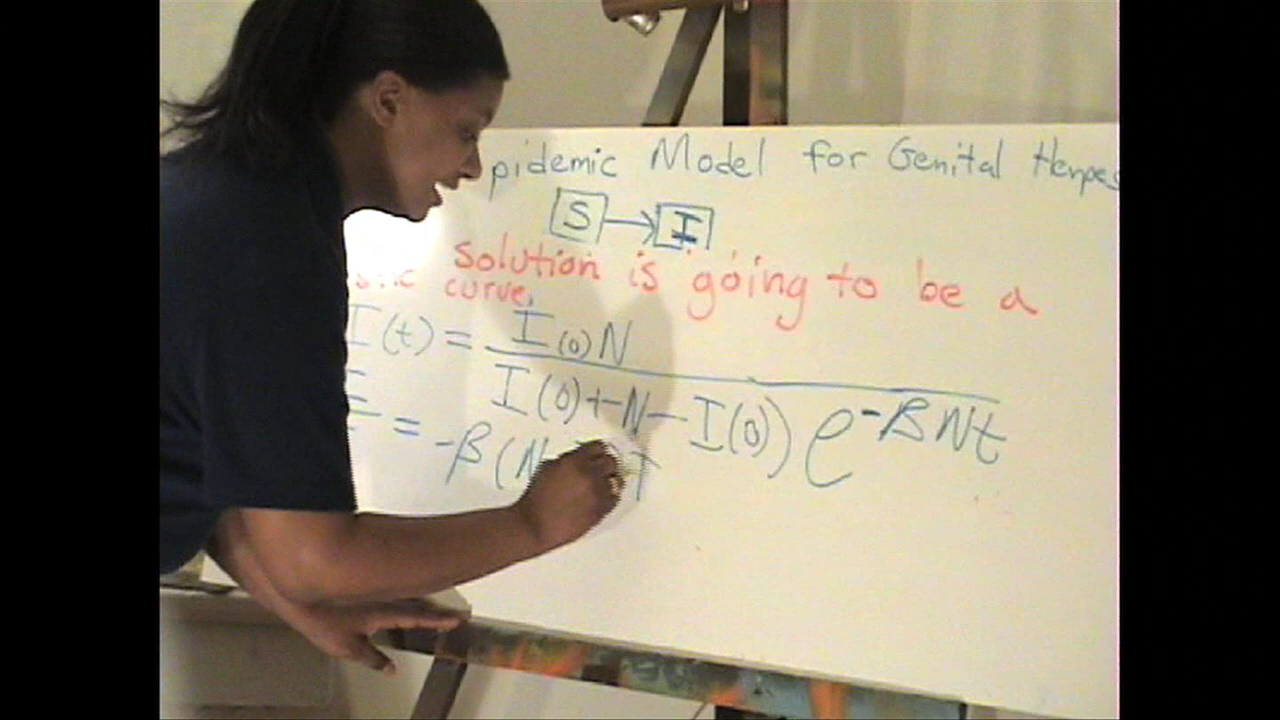 pidemic Model for Genital Herpes
S → I
solution is going to be a
curve,
I(t) = I(0)N
I(0)+N-I(0)) e^-βNt
= -β(N